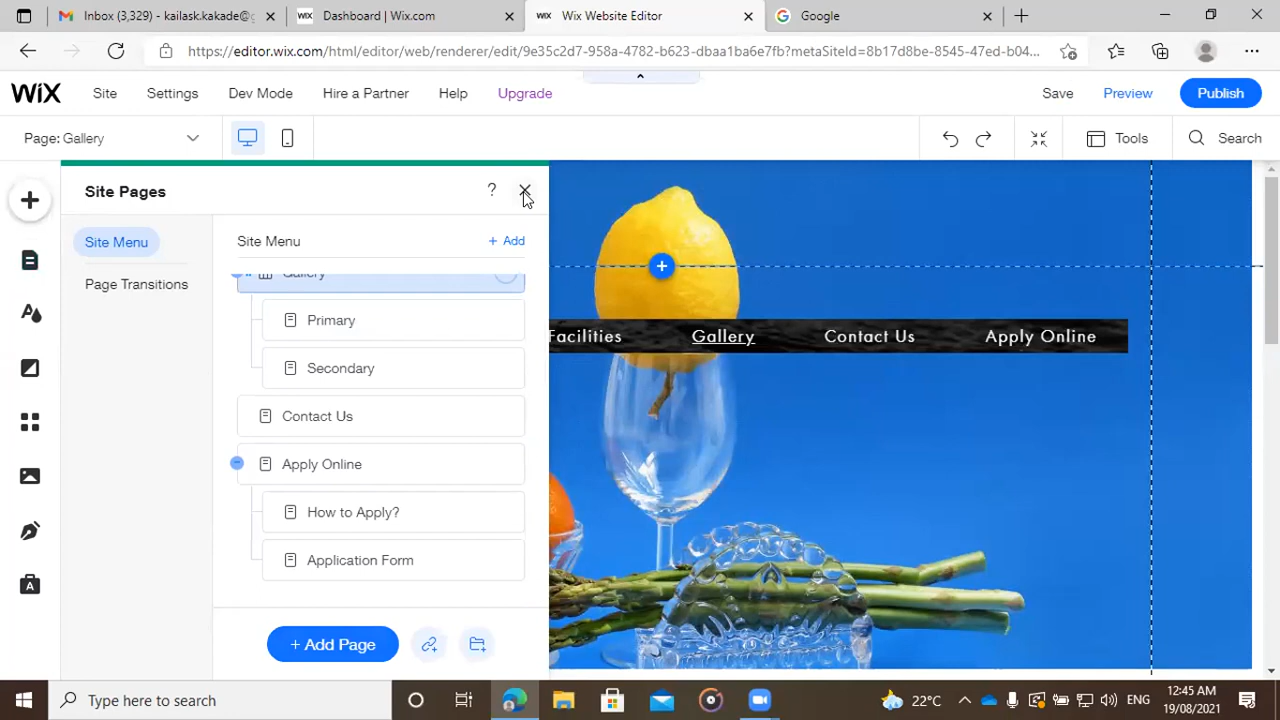 Inbox (3,329) - kailask.kakade@g
WIX Dashboard | Wix.com
WIX Wix Website Editor
Google
https://editor.wix.com/html/editor/web/renderer/edit/9e35c2d7-958a-4782-b623-dbaa1ba6e7fb?metaSiteId=8b17d8be-8545-47ed-b04...
WIX Site Settings Dev Mode Hire a Partner Help Upgrade Save Preview Publish
Page: Gallery Tools Search
Site Pages ?
Site Menu Site Menu + Add
Page Transitions
Gallery
Primary
Secondary
Contact Us
Apply Online
How to Apply?
Application Form
+ Add Page
Facilities Gallery Contact Us Apply Online
A
Type here to search
22°C ENG
12:45 AM
19/08/2021